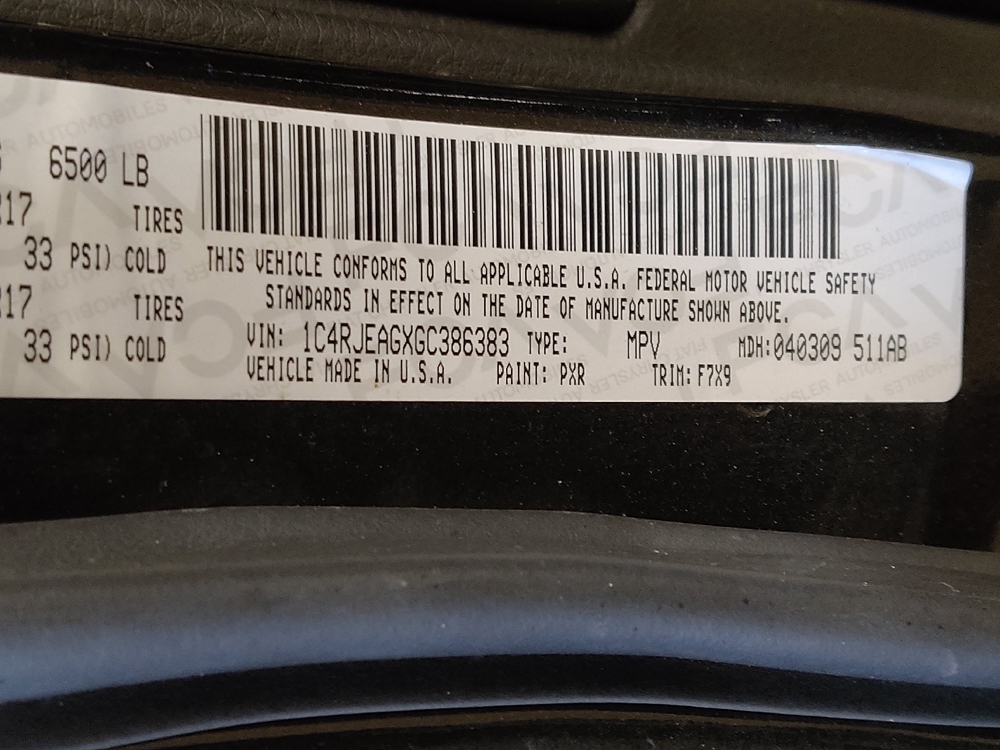 6500 LB
17 TIRES
33 PSI) COLD
17 TIRES
33 PSI) COLD
THIS VEHICLE CONFORMS TO ALL APPLICABLE U.S.A. FEDERAL MOTOR VEHICLE SAFETY
STANDARDS IN EFFECT ON THE DATE OF MANUFACTURE SHOWN ABOVE.
VIN: 1C4RJEAGXGC386383 TYPE: MPV MDH:040309 511AB
VEHICLE MADE IN U.S.A. PAINT: PXR TRIM: F7X9